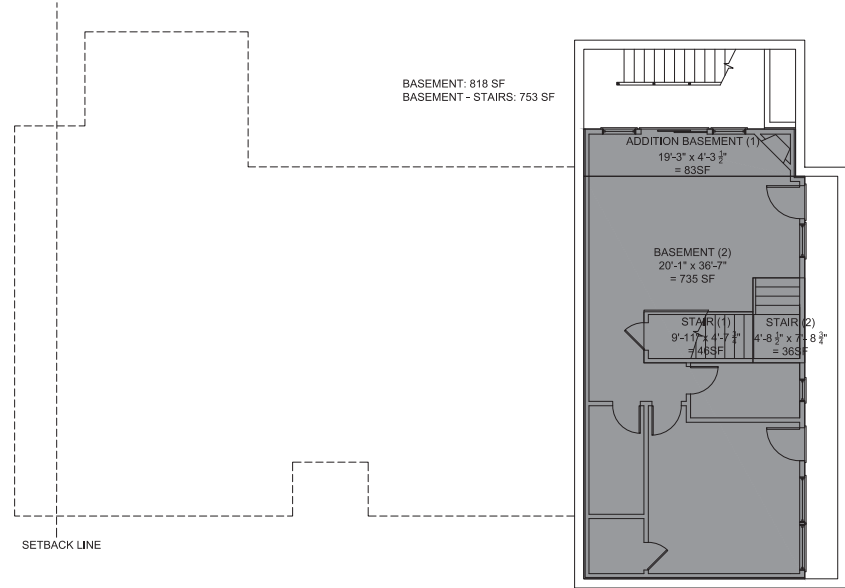 BASEMENT: 818 SF
BASEMENT - STAIRS: 753 SF
ADDITION BASEMENT (1)
19'-3" x 4'-3 1/2"
= 83SF
BASEMENT (2)
20'-1" x 36'-7"
= 735 SF
STAIR (1)
9'-11" x 4'-7 3/4"
= 46SF
STAIR (2)
4'-8 1/2" x 7'- 8 3/4"
= 36SF
SETBACK LINE